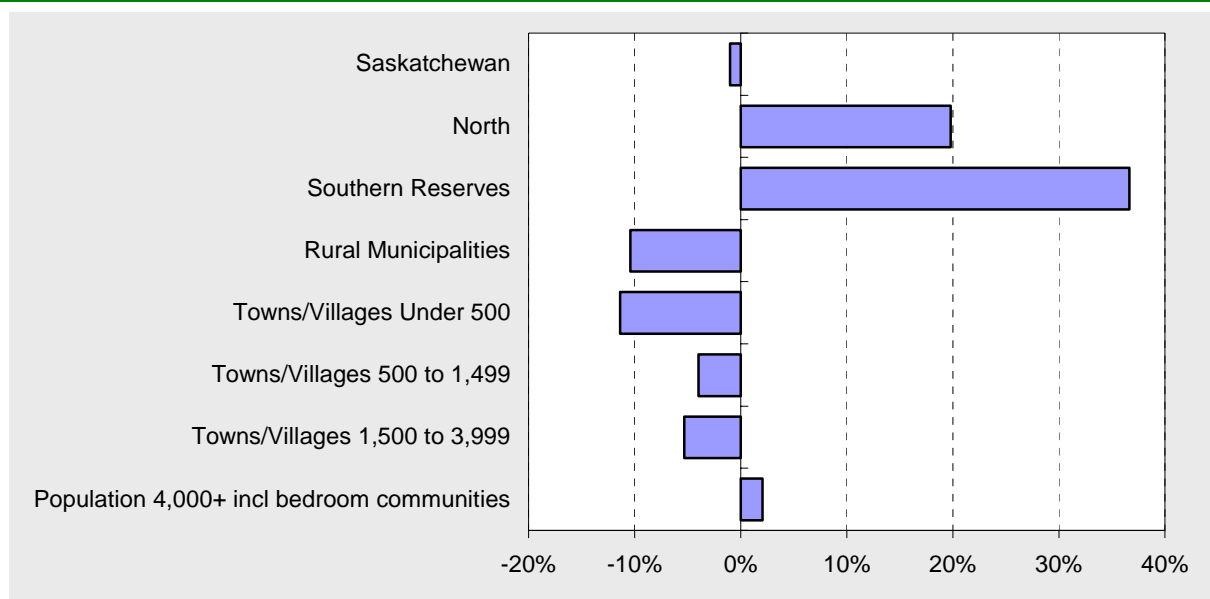 Saskatchewan
North
Southern Reserves
Rural Municipalities
Towns/Villages Under 500
Towns/Villages 500 to 1,499
Towns/Villages 1,500 to 3,999
Population 4,000+ incl bedroom communities
-20% -10% 0% 10% 20% 30% 40%